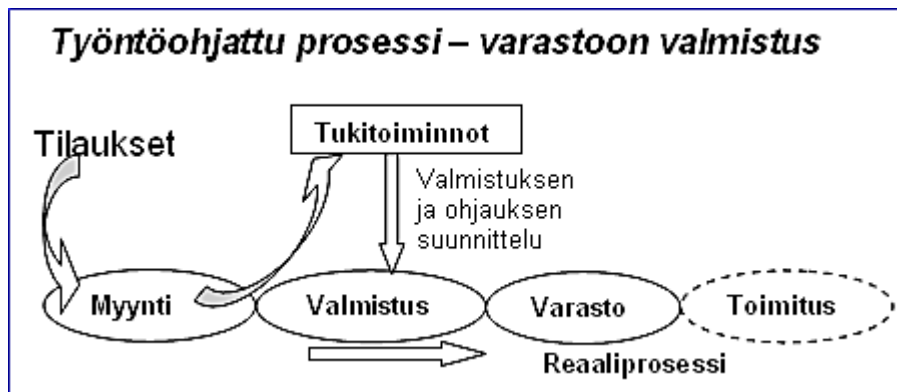 Työntöohjattu prosessi – varastoon valmistus
Tilaukset
Tukitoiminnot
Valmistuksen
ja ohjauksen
suunnittelu
Myynti
Valmistus
Varasto
Toimitus
Reaaliprosessi